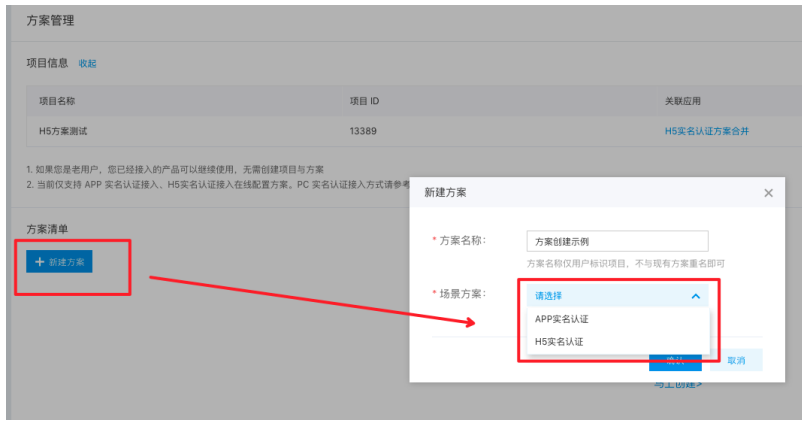 方案管理
项目信息 收起
项目名称 项目 ID 关联应用
H5方案测试 13389 H5实名认证方案合并
1. 如果您是老用户，您已经接入的产品可以继续使用，无需创建项目与方案
2. 当前仅支持 APP 实名认证接入、H5实名认证接入在线配置方案。PC 实名认证接入方式请参考
方案清单
+ 新建方案
新建方案 ×
* 方案名称： 方案创建示例
方案名称仅用户标识项目，不与现有方案重名即可
* 场景方案： 请选择
APP实名认证
H5实名认证
确认 取消
马上创建>